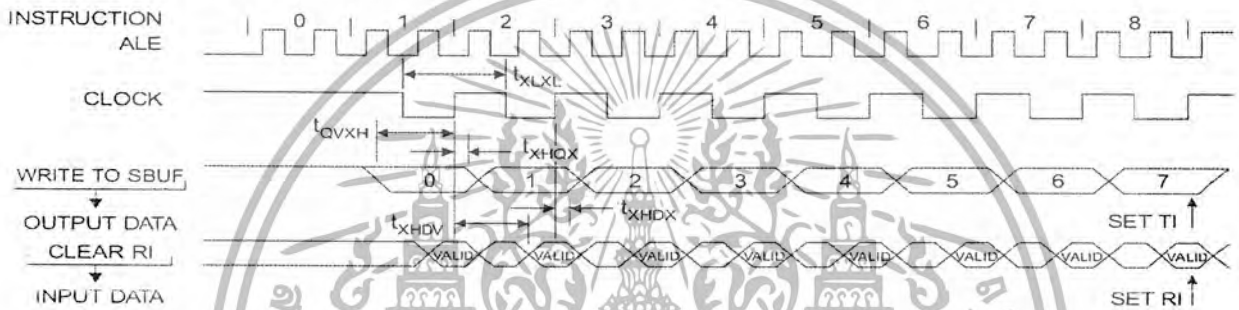 INSTRUCTION 0 1 2 3 4 5 6 7 8
ALE
tXLXL
CLOCK
tQVXH
tXHQX
WRITE TO SBUF
0 1 2 3 4 5 6 7
tXHDX
OUTPUT DATA
SET TI
tXHDV
CLEAR RI
VALID VALID VALID VALID VALID VALID VALID VALID
INPUT DATA
SET RI